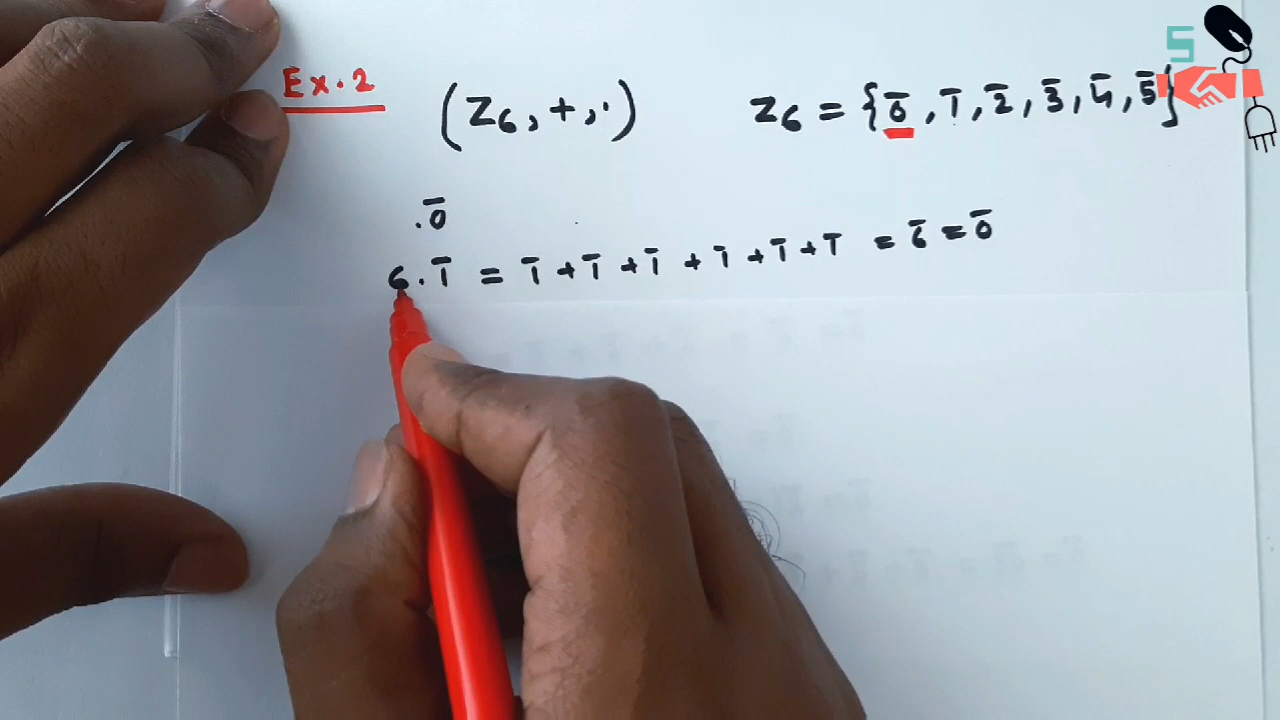 Ex.2 (Z₆, +, ·) Z₆ = {0̄, 1̄, 2̄, 3̄, 4̄, 5̄}
.0̄
6.1̄ = 1̄ + 1̄ + 1̄ + 1̄ + 1̄ + 1̄ = 6̄ = 0̄
S